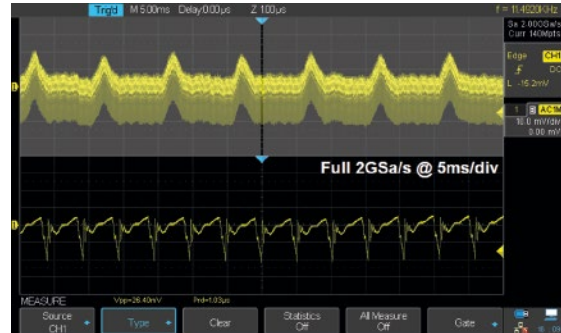 Trig'd M 5.00ms Delay:0.00µs Z 100µs f = 11.4920KHz
Sa 2.00GSa/s
Curr 140Mpts
Edge CH1
DC
L -15.2mV
1 AC1M
10.0 mV/div
0.00 mV
Full 2GSa/s @ 5ms/div
MEASURE Vpp=26.40mV Prd=1.03µs
Source
CH1
Type
Clear
Statistics
Off
All Measure
Off
Gate